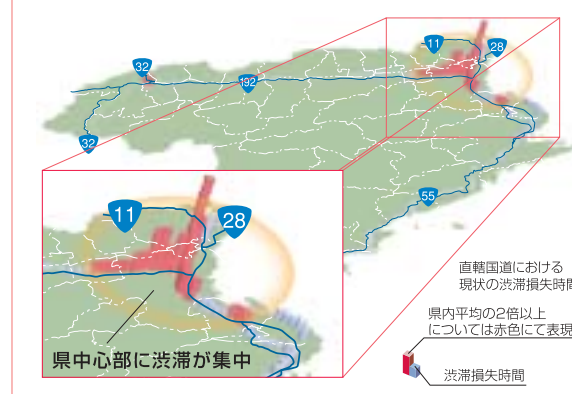 11
28
32
192
32
55
11
28
県中心部に渋滞が集中
直轄国道における
現状の渋滞損失時間
県内平均の2倍以上
については赤色にて表現
渋滞損失時間